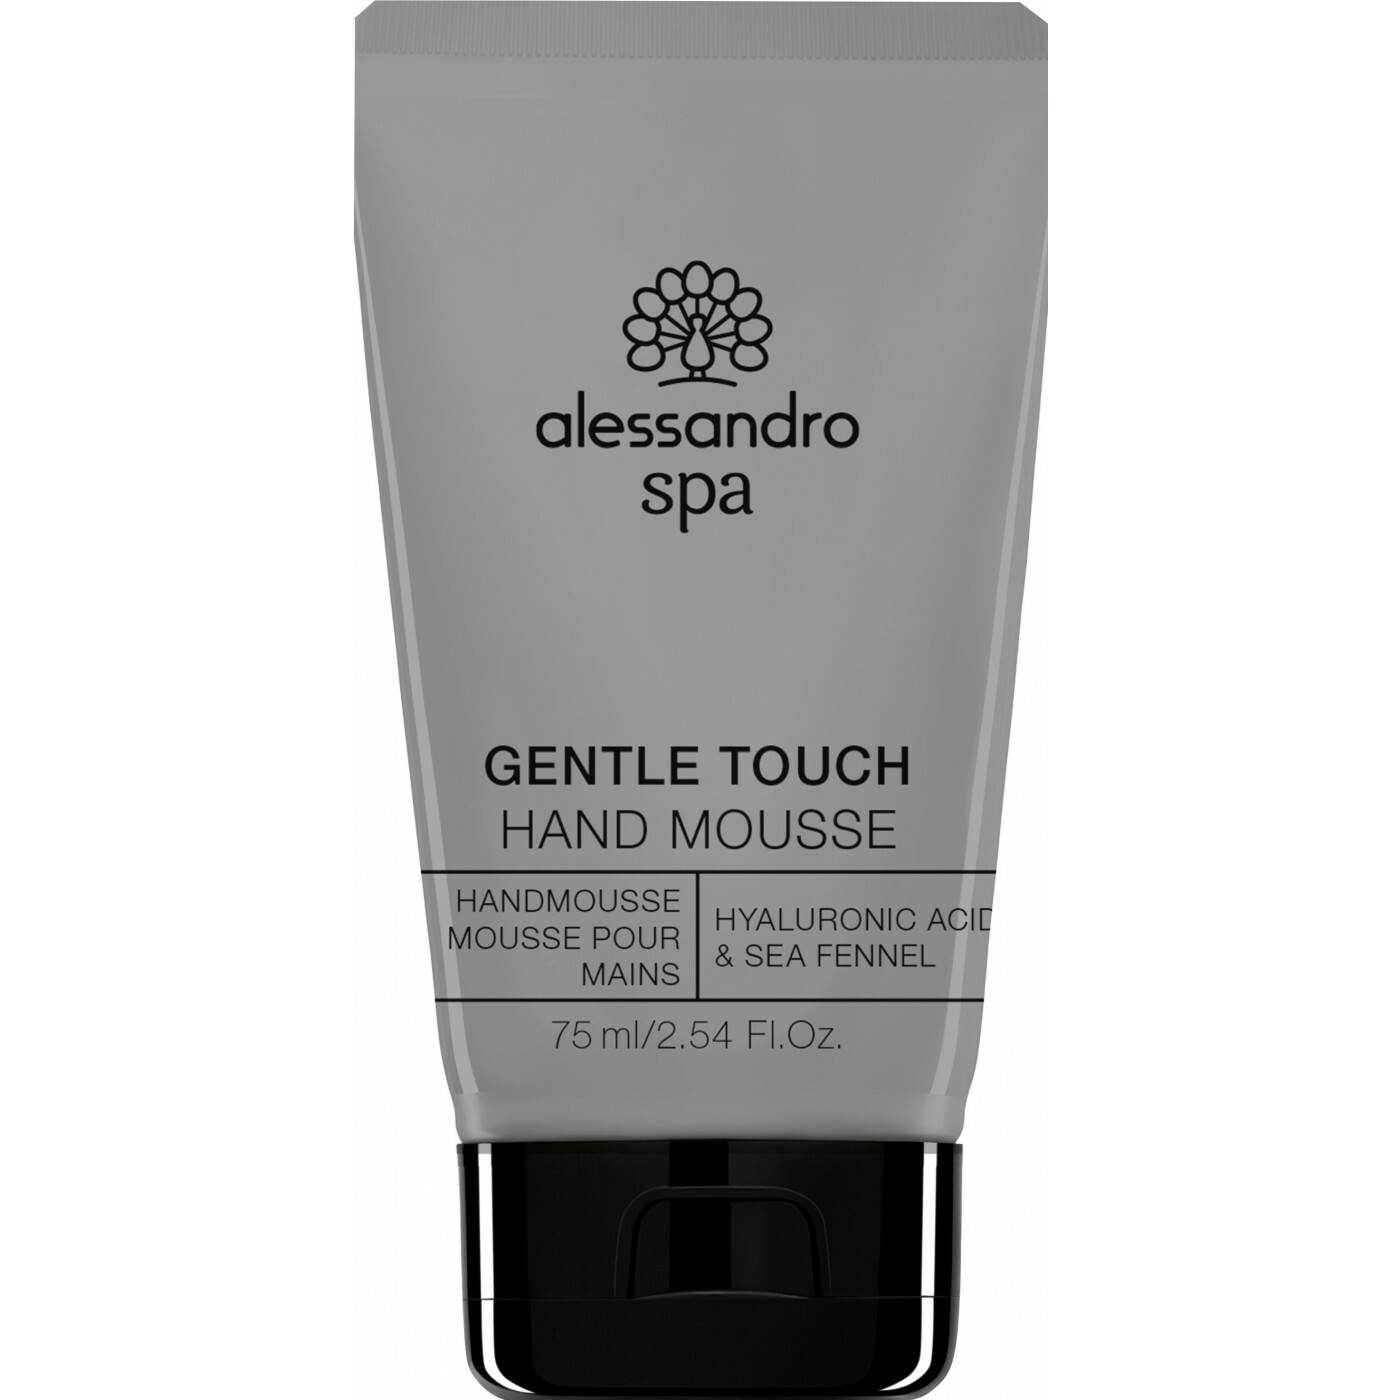 alessandro
spa
GENTLE TOUCH
HAND MOUSSE
HANDMOUSSE
MOUSSE POUR
MAINS
HYALURONIC ACID
& SEA FENNEL
75 ml/2.54 Fl.Oz.